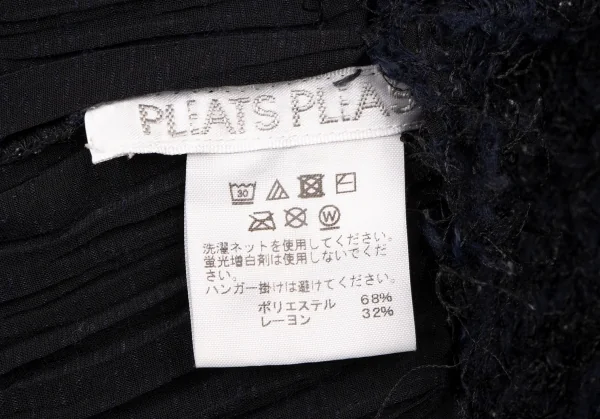 PLEATS PLEAS
30
W
洗濯ネットを使用してください。
蛍光増白剤は使用しないでくだ
さい。
ハンガー掛けは避けてください。
ポリエステル 68%
レーヨン 32%